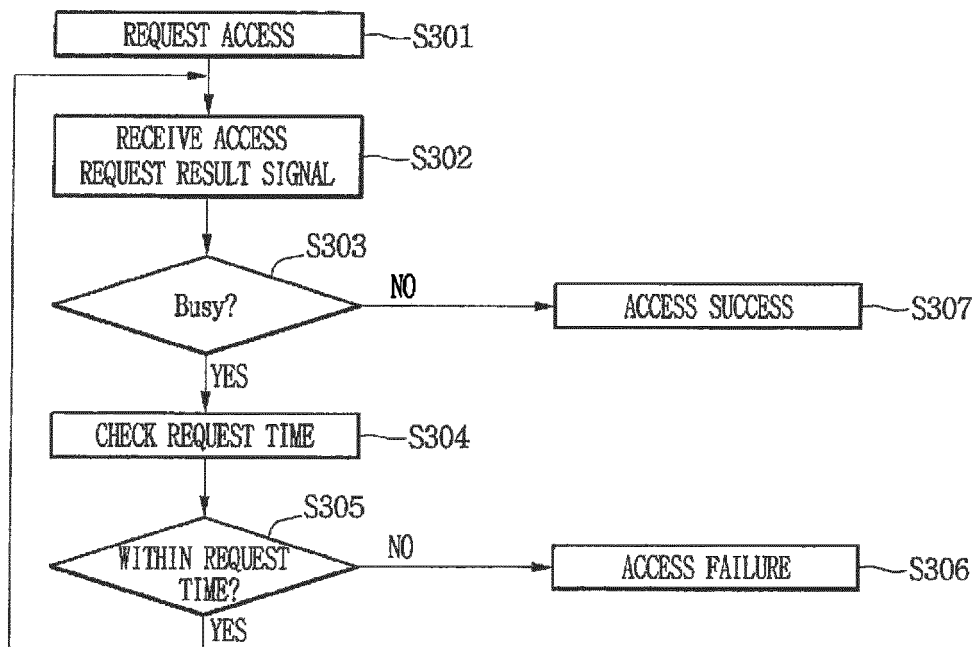 REQUEST ACCESS
S301
RECEIVE ACCESS
REQUEST RESULT SIGNAL
S302
S303
Busy?
NO
ACCESS SUCCESS
S307
YES
CHECK REQUEST TIME
S304
S305
WITHIN REQUEST
TIME?
NO
ACCESS FAILURE
S306
YES